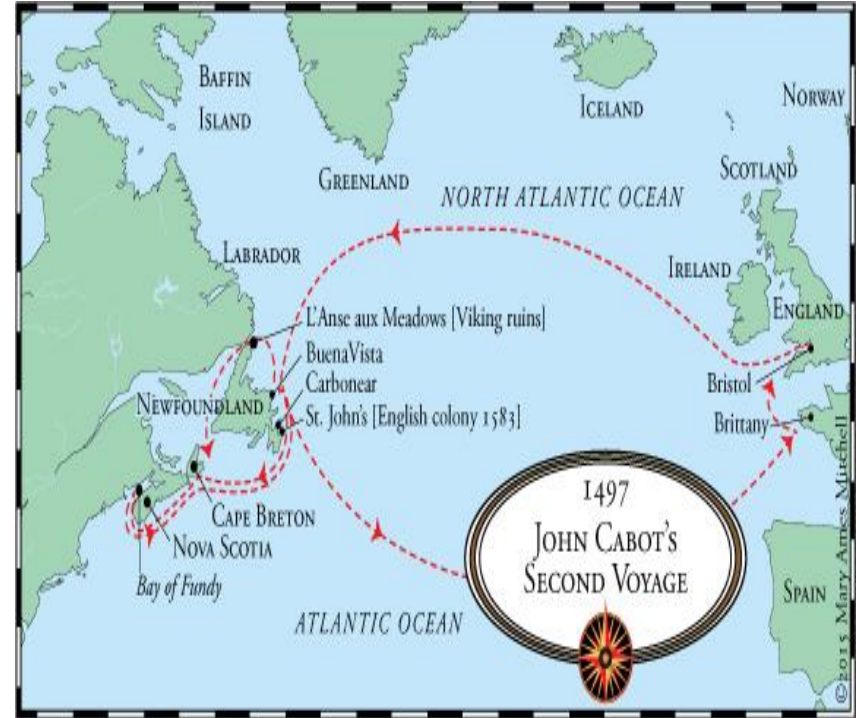 BAFFIN
ISLAND
ICELAND
NORWAY
GREENLAND
SCOTLAND
NORTH ATLANTIC OCEAN
LABRADOR
IRELAND
ENGLAND
L'Anse aux Meadows [Viking ruins]
BuenaVista
Carbonear
St. John's [English colony 1583]
NEWFOUNDLAND
Bristol
Brittany
CAPE BRETON
NOVA SCOTIA
Bay of Fundy
ATLANTIC OCEAN
1497
JOHN CABOT'S
SECOND VOYAGE
SPAIN
©2015 Mary Ames Mitchell